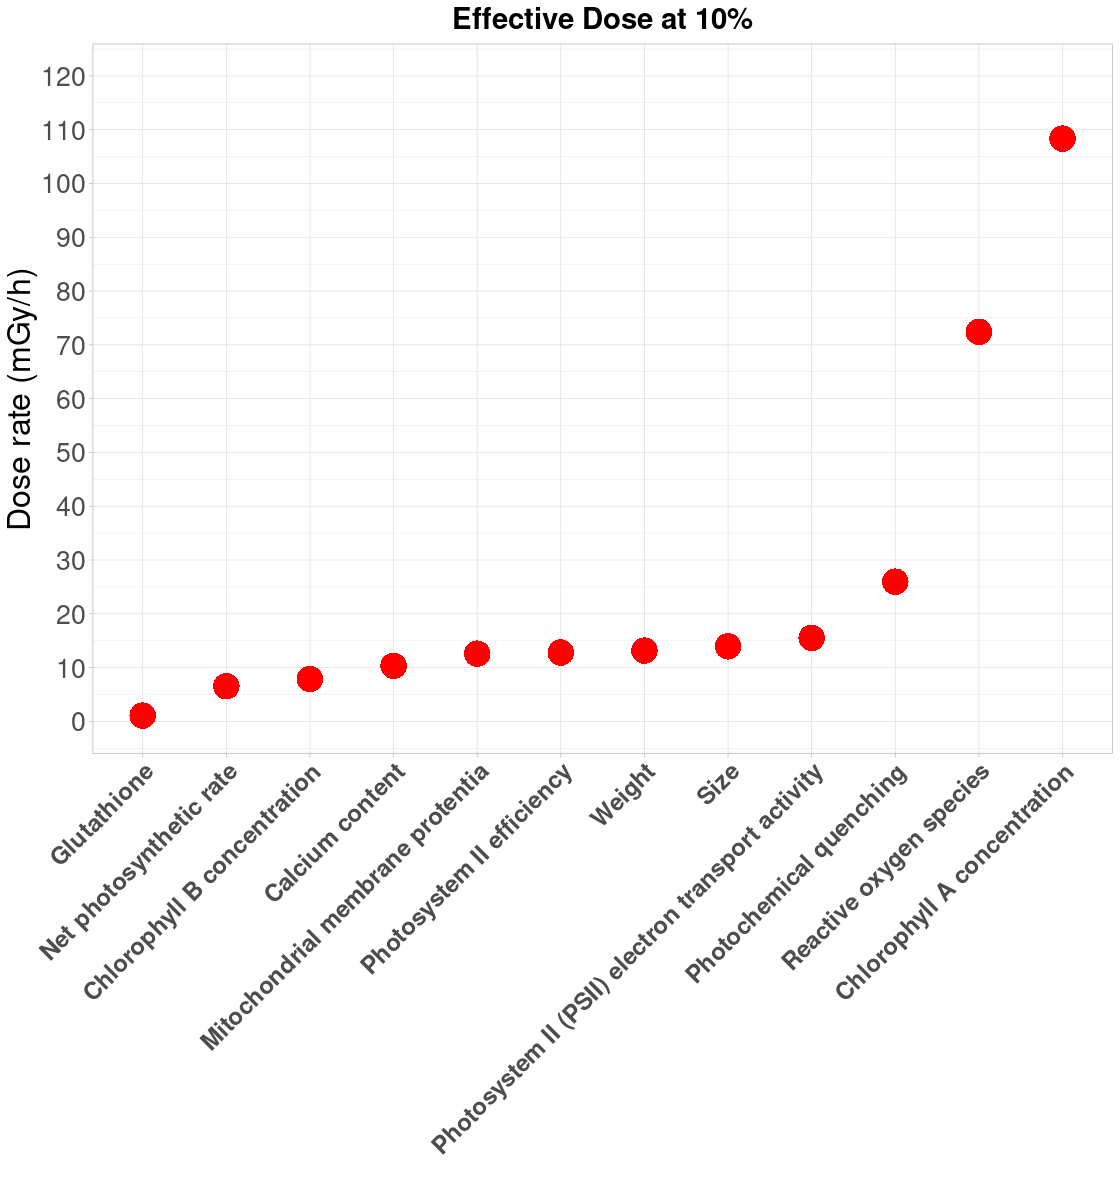 Effective Dose at 10%
Dose rate (mGy/h)
120
110
100
90
80
70
60
50
40
30
20
10
0
Glutathione
Net photosynthetic rate
Chlorophyll B concentration
Calcium content
Mitochondrial membrane protentia
Photosystem II efficiency
Weight
Size
Photosystem II (PSII) electron transport activity
Photochemical quenching
Reactive oxygen species
Chlorophyll A concentration